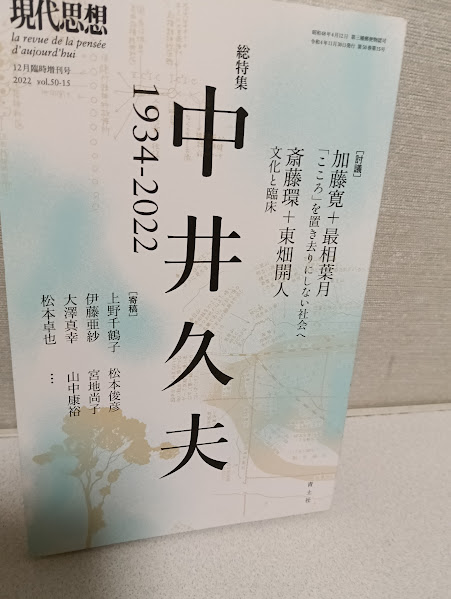 現代思想
la revue de la pensée
d'aujourd'hui
12月臨時増刊号
2022 vol.50-15
総特集
中井久夫
1934-2022
[討議]
加藤寛＋最相葉月
「こころ」を置き去りにしない社会へ
斎藤環＋東畑開人
文化と臨床
[寄稿]
上野千鶴子 松本俊彦
伊藤亜紗 宮地尚子
大澤真幸 山中康裕
松本卓也 …
青土社